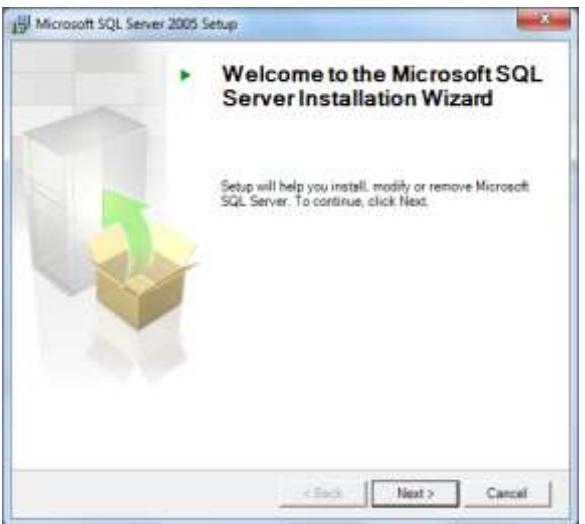 Microsoft SQL Server 2005 Setup
Welcome to the Microsoft SQL
Server Installation Wizard
Setup will help you install, modify or remove Microsoft
SQL Server. To continue, click Next.
< Back Next > Cancel